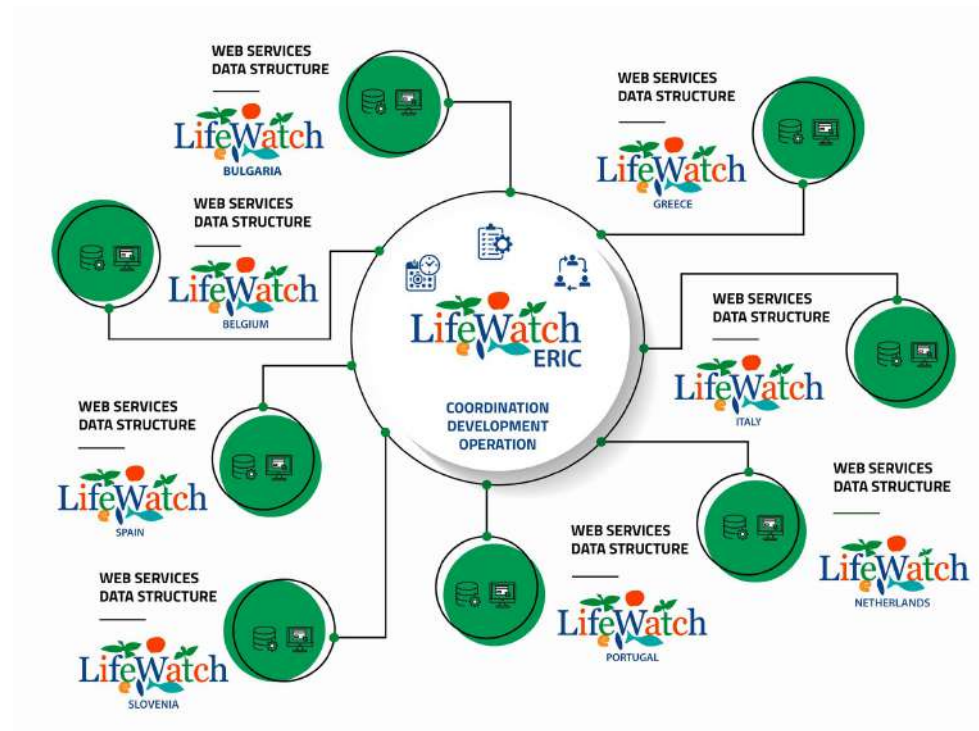 WEB SERVICES
DATA STRUCTURE
LifeWatch
BULGARIA
WEB SERVICES
DATA STRUCTURE
LifeWatch
GREECE
WEB SERVICES
DATA STRUCTURE
LifeWatch
BELGIUM
LifeWatch
ERIC
COORDINATION
DEVELOPMENT
OPERATION
WEB SERVICES
DATA STRUCTURE
LifeWatch
ITALY
WEB SERVICES
DATA STRUCTURE
LifeWatch
SPAIN
WEB SERVICES
DATA STRUCTURE
LifeWatch
NETHERLANDS
WEB SERVICES
DATA STRUCTURE
LifeWatch
PORTUGAL
WEB SERVICES
DATA STRUCTURE
LifeWatch
SLOVENIA